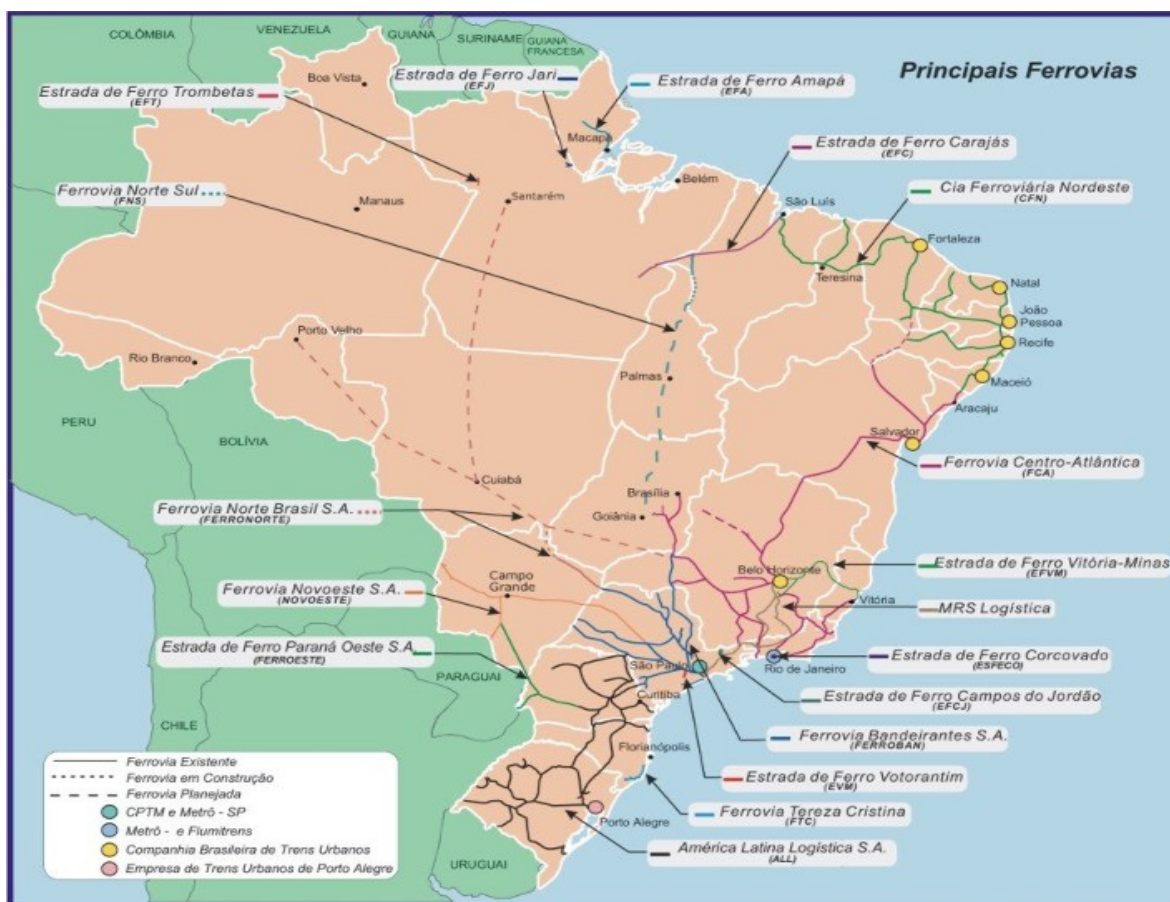 COLÔMBIA
VENEZUELA
GUIANA
SURINAME
GUIANA
FRANCESA
Principais Ferrovias
Boa Vista
Estrada de Ferro Jari
(EFJ)
Estrada de Ferro Amapá
(EFA)
Estrada de Ferro Trombetas
(EFT)
Macapá
Estrada de Ferro Carajás
(EFC)
Ferrovia Norte Sul
(FNS)
Manaus
Santarém
Belém
São Luís
Cia Ferroviária Nordeste
(CFN)
Fortaleza
Teresina
Natal
João
Pessoa
Porto Velho
Recife
Rio Branco
Palmas
Maceió
Aracaju
PERU
BOLÍVIA
Salvador
Cuiabá
Ferrovia Centro-Atlântica
(FCA)
Brasília
Goiânia
Ferrovia Norte Brasil S.A.
(FERRONORTE)
Belo Horizonte
Estrada de Ferro Vitória-Minas
(EFVM)
Ferrovia Novoeste S.A.
(NOVOESTE)
Campo
Grande
Vitória
MRS Logística
Estrada de Ferro Paraná Oeste S.A
(FERROESTE)
São Paulo
Rio de Janeiro
Estrada de Ferro Corcovado
(ESFECO)
PARAGUAI
Curitiba
Estrada de Ferro Campos do Jordão
(EFCJ)
CHILE
Ferrovia Bandeirantes S.A.
(FERROBAN)
Florianópolis
Estrada de Ferro Votorantim
(EVM)
Ferrovia Tereza Cristina
(FTC)
Porto Alegre
América Latina Logística S.A.
(ALL)
URUGUAI
Ferrovia Existente
Ferrovia em Construção
Ferrovia Planejada
CPTM e Metrô - SP
Metrô - e Flumitrens
Companhia Brasileira de Trens Urbanos
Empresa de Trens Urbanos de Porto Alegre